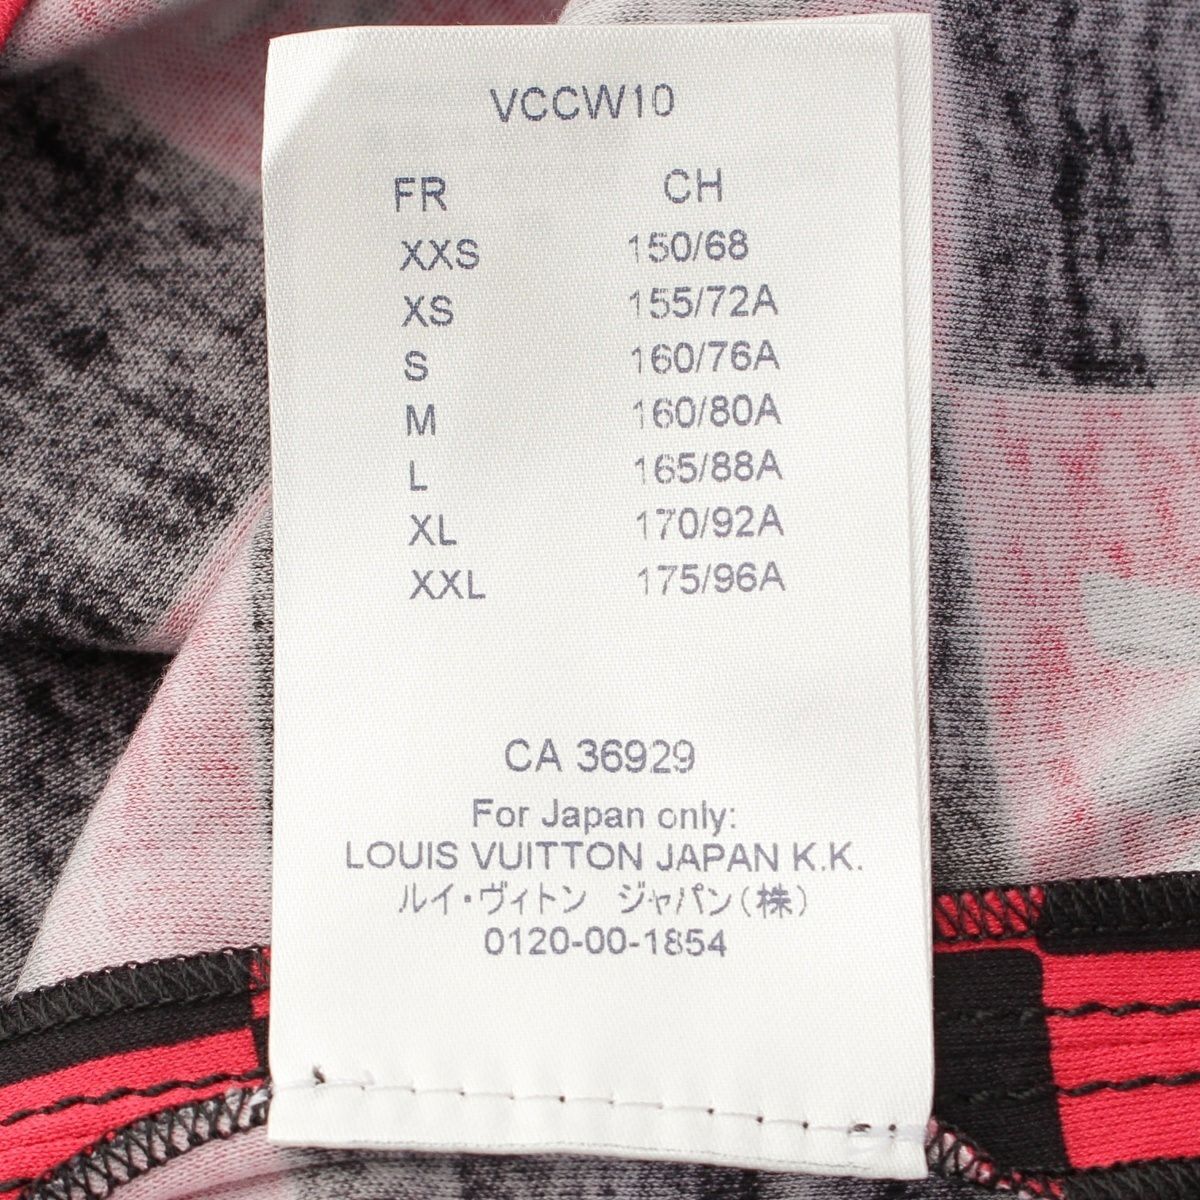 VCCW10
FR CH
XXS 150/68
XS 155/72A
S 160/76A
M 160/80A
L 165/88A
XL 170/92A
XXL 175/96A
CA 36929
For Japan only:
LOUIS VUITTON JAPAN K.K.
ルイ・ヴィトン ジャパン(株)
0120-00-1854